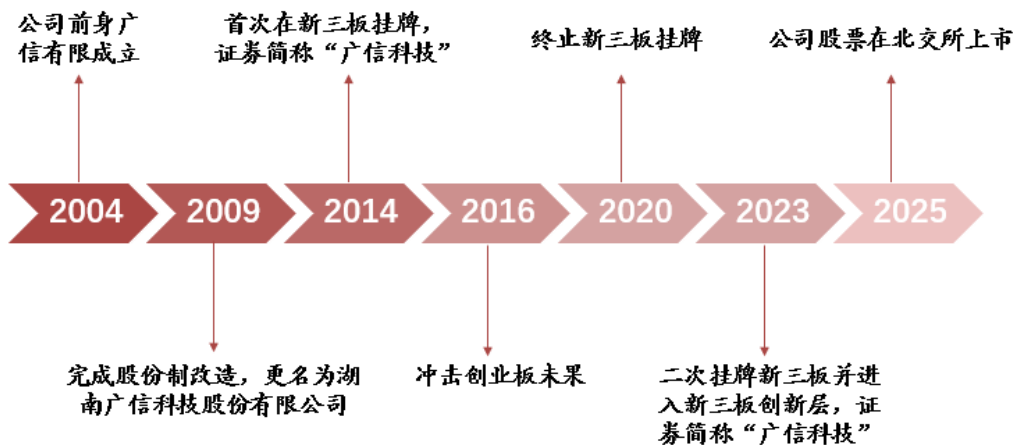 公司前身广
信有限成立
首次在新三板挂牌，
证券简称“广信科技”
终止新三板挂牌
公司股票在北交所上市
2004
2009
2014
2016
2020
2023
2025
完成股份制改造，更名为湖
南广信科技股份有限公司
冲击创业板未果
二次挂牌新三板并进
入新三板创新层，证
券简称“广信科技”